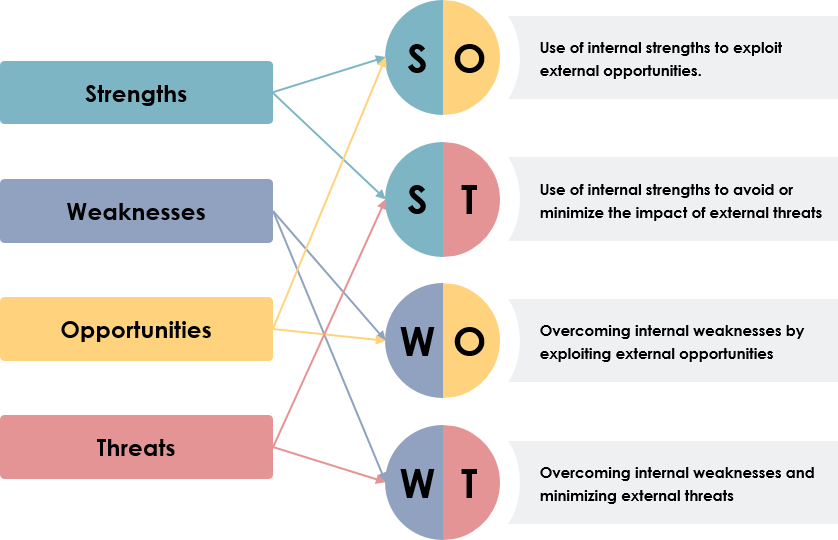 Strengths
Weaknesses
Opportunities
Threats
S O
Use of internal strengths to exploit
external opportunities.
S T
Use of internal strengths to avoid or
minimize the impact of external threats
W O
Overcoming internal weaknesses by
exploiting external opportunities
W T
Overcoming internal weaknesses and
minimizing external threats